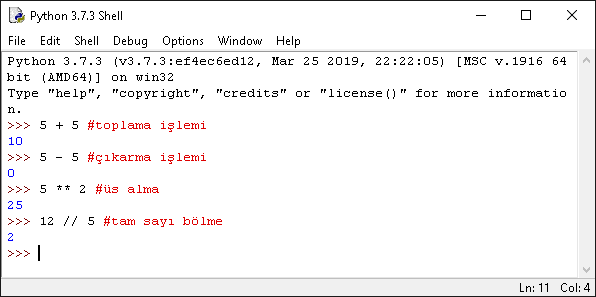 Python 3.7.3 Shell
File Edit Shell Debug Options Window Help
Python 3.7.3 (v3.7.3:ef4ec6ed12, Mar 25 2019, 22:22:05) [MSC v.1916 64
bit (AMD64)] on win32
Type "help", "copyright", "credits" or "license()" for more informatio
n.
>>> 5 + 5 #toplama işlemi
10
>>> 5 - 5 #çıkarma işlemi
0
>>> 5 ** 2 #üs alma
25
>>> 12 // 5 #tam sayı bölme
2
>>>
Ln: 11 Col: 4